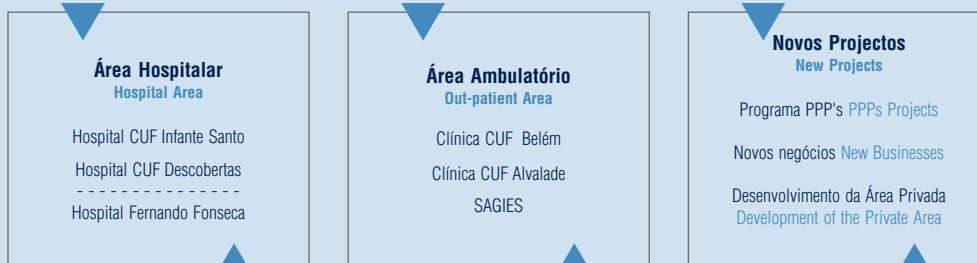 Área Hospitalar
Hospital Area
Hospital CUF Infante Santo
Hospital CUF Descobertas
Hospital Fernando Fonseca
Área Ambulatório
Out-patient Area
Clínica CUF Belém
Clínica CUF Alvalade
SAGIES
Novos Projectos
New Projects
Programa PPP's PPPs Projects
Novos negócios New Businesses
Desenvolvimento da Área Privada
Development of the Private Area